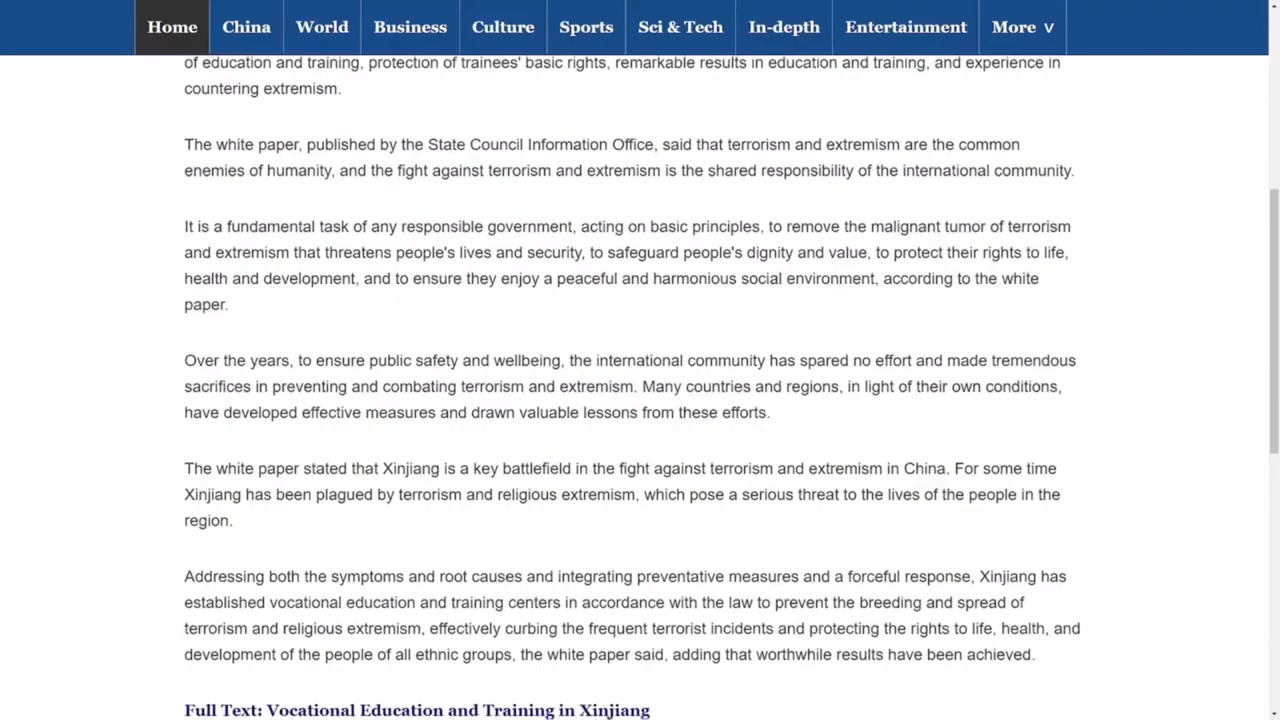 Home China World Business Culture Sports Sci & Tech In-depth Entertainment More ∨
of education and training, protection of trainees' basic rights, remarkable results in education and training, and experience in
countering extremism.
The white paper, published by the State Council Information Office, said that terrorism and extremism are the common
enemies of humanity, and the fight against terrorism and extremism is the shared responsibility of the international community.
It is a fundamental task of any responsible government, acting on basic principles, to remove the malignant tumor of terrorism
and extremism that threatens people's lives and security, to safeguard people's dignity and value, to protect their rights to life,
health and development, and to ensure they enjoy a peaceful and harmonious social environment, according to the white
paper.
Over the years, to ensure public safety and wellbeing, the international community has spared no effort and made tremendous
sacrifices in preventing and combating terrorism and extremism. Many countries and regions, in light of their own conditions,
have developed effective measures and drawn valuable lessons from these efforts.
The white paper stated that Xinjiang is a key battlefield in the fight against terrorism and extremism in China. For some time
Xinjiang has been plagued by terrorism and religious extremism, which pose a serious threat to the lives of the people in the
region.
Addressing both the symptoms and root causes and integrating preventative measures and a forceful response, Xinjiang has
established vocational education and training centers in accordance with the law to prevent the breeding and spread of
terrorism and religious extremism, effectively curbing the frequent terrorist incidents and protecting the rights to life, health, and
development of the people of all ethnic groups, the white paper said, adding that worthwhile results have been achieved.
Full Text: Vocational Education and Training in Xinjiang